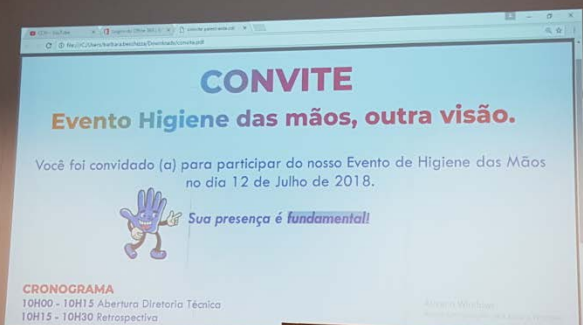 CONVITE
Evento Higiene das mãos, outra visão.
Você foi convidado (a) para participar do nosso Evento de Higiene das Mãos
no dia 12 de Julho de 2018.
Sua presença é fundamental!
CRONOGRAMA
10H00 - 10H15 Abertura Diretoria Técnica
10H15 - 10H30 Retrospectiva